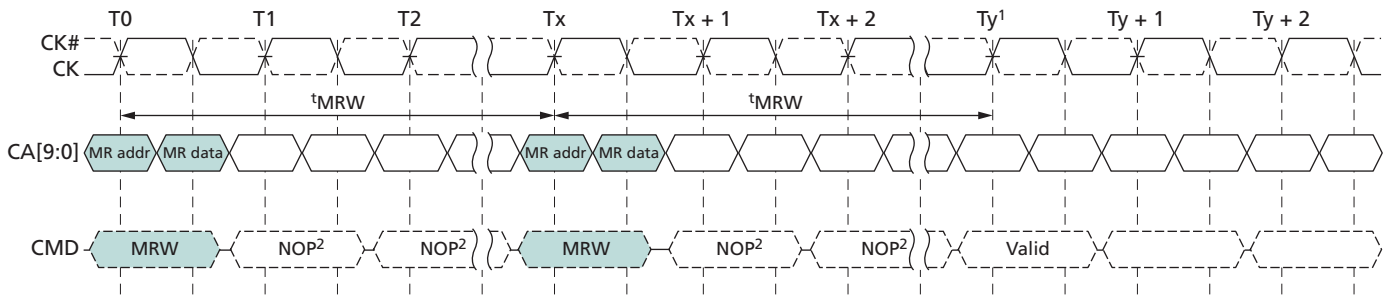 T0 T1 T2 Tx Tx + 1 Tx + 2 Ty¹ Ty + 1 Ty + 2
CK#
CK
ᵗMRW ᵗMRW
CA[9:0] MR addr MR data MR addr MR data
CMD MRW NOP² NOP² MRW NOP² NOP² Valid